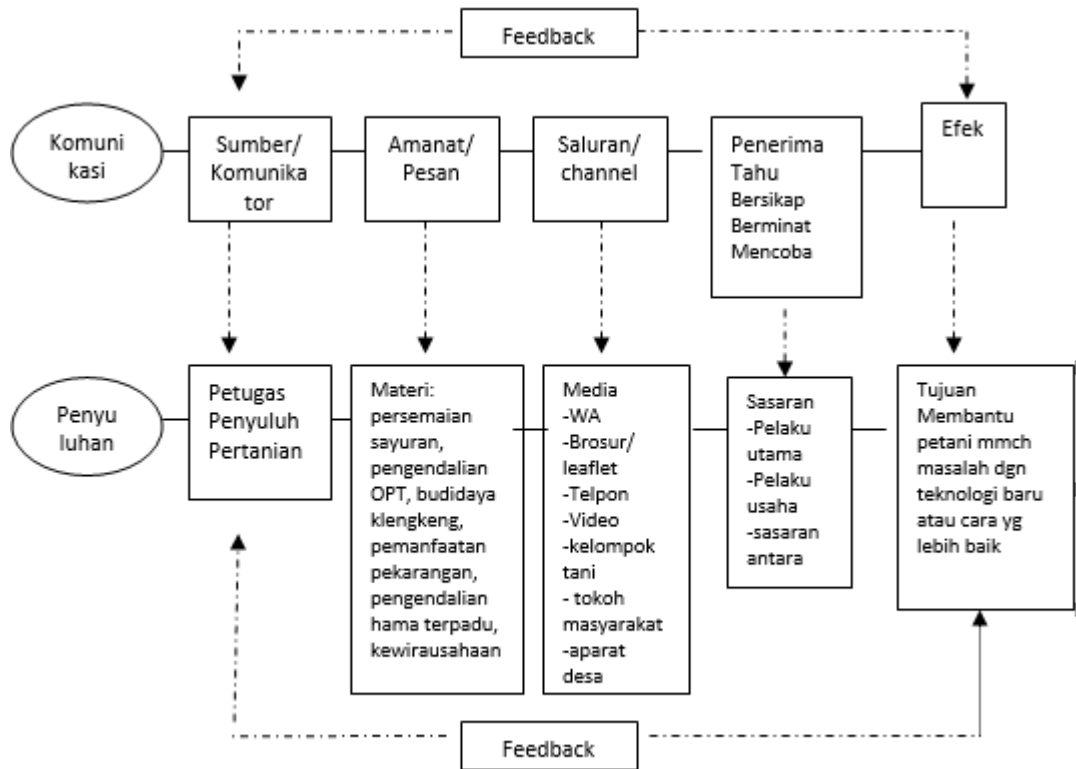 Feedback
Komuni
kasi
Sumber/
Komunika
tor
Amanat/
Pesan
Saluran/
channel
Penerima
Tahu
Bersikap
Berminat
Mencoba
Efek
Penyu
luhan
Petugas
Penyuluh
Pertanian
Materi:
persemaian
sayuran,
pengendalian
OPT, budidaya
klengkeng,
pemanfaatan
pekarangan,
pengendalian
hama terpadu,
kewirausahaan
Media
-WA
-Brosur/
leaflet
-Telpon
-Video
-kelompok
tani
- tokoh
masyarakat
-aparat
desa
Sasaran
-Pelaku
utama
-Pelaku
usaha
-sasaran
antara
Tujuan
Membantu
petani mmch
masalah dgn
teknologi baru
atau cara yg
lebih baik
Feedback